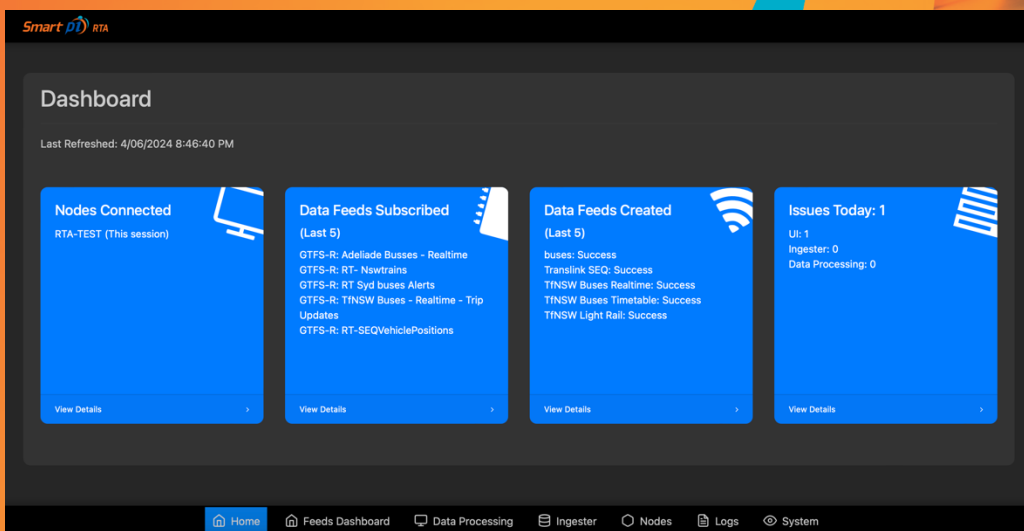 Smart pi RTA
Dashboard
Last Refreshed: 4/06/2024 8:46:40 PM
Nodes Connected
RTA-TEST (This session)
View Details
Data Feeds Subscribed
(Last 5)
GTFS-R: Adeliade Busses - Realtime
GTFS-R: RT- Nswtrains
GTFS-R: RT Syd buses Alerts
GTFS-R: TfNSW Buses - Realtime - Trip
Updates
GTFS-R: RT-SEQVehiclePositions
View Details
Data Feeds Created
(Last 5)
buses: Success
Translink SEQ: Success
TfNSW Buses Realtime: Success
TfNSW Buses Timetable: Success
TfNSW Light Rail: Success
View Details
Issues Today: 1
UI: 1
Ingester: 0
Data Processing: 0
View Details
Home Feeds Dashboard Data Processing Ingester Nodes Logs System